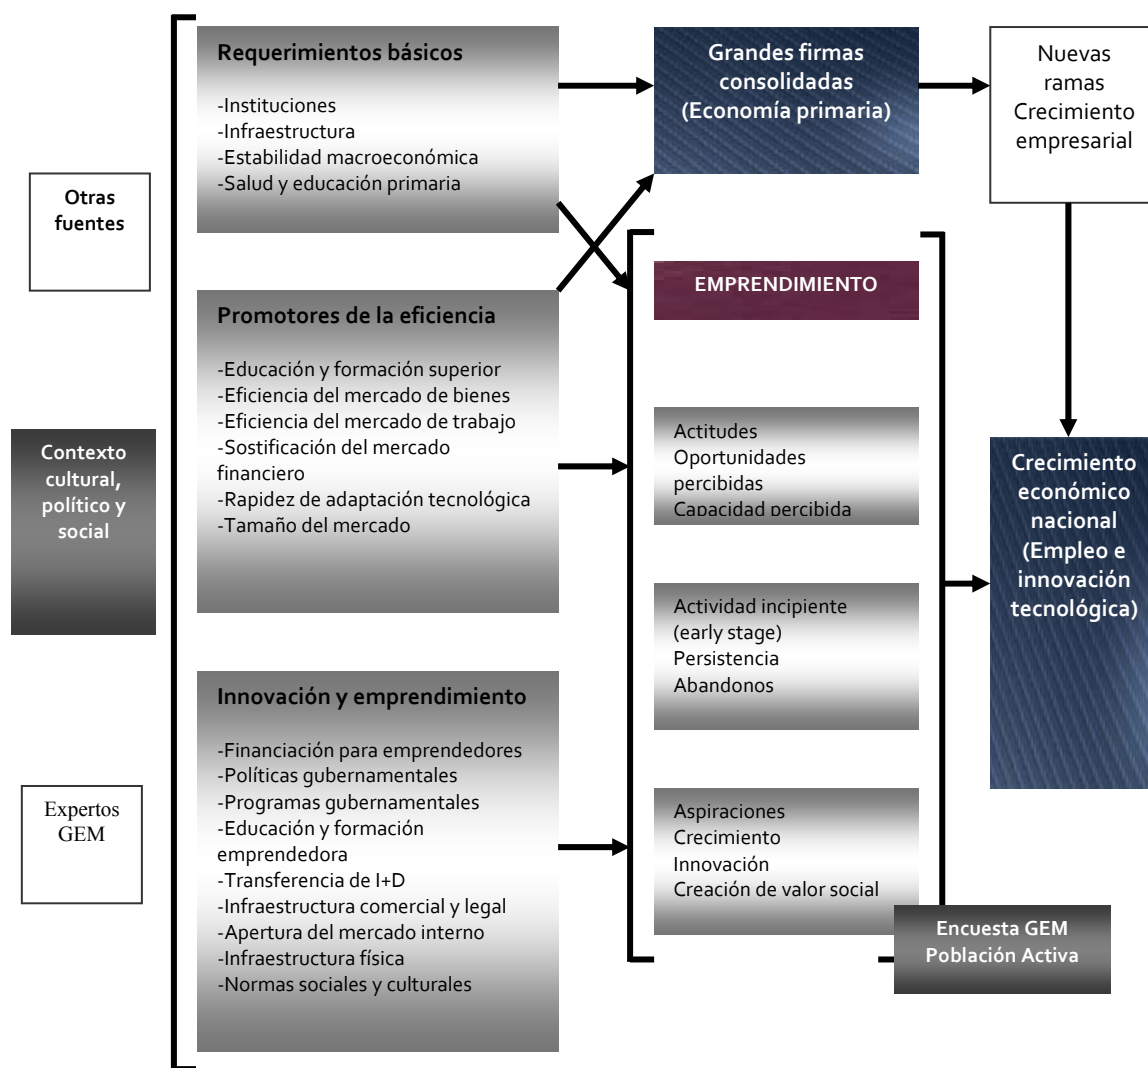 Otras
fuentes
Contexto
cultural,
político y
social
Expertos
GEM
Requerimientos básicos
-Instituciones
-Infraestructura
-Estabilidad macroeconómica
-Salud y educación primaria
Promotores de la eficiencia
-Educación y formación superior
-Eficiencia del mercado de bienes
-Eficiencia del mercado de trabajo
-Sostificación del mercado
financiero
-Rapidez de adaptación tecnológica
-Tamaño del mercado
Innovación y emprendimiento
-Financiación para emprendedores
-Políticas gubernamentales
-Programas gubernamentales
-Educación y formación
emprendedora
-Transferencia de I+D
-Infraestructura comercial y legal
-Apertura del mercado interno
-Infraestructura física
-Normas sociales y culturales
Grandes firmas
consolidadas
(Economía primaria)
EMPRENDIMIENTO
Actitudes
Oportunidades
percibidas
Capacidad percibida
Actividad incipiente
(early stage)
Persistencia
Abandonos
Aspiraciones
Crecimiento
Innovación
Creación de valor social
Encuesta GEM
Población Activa
Nuevas
ramas
Crecimiento
empresarial
Crecimiento
económico
nacional
(Empleo e
innovación
tecnológica)